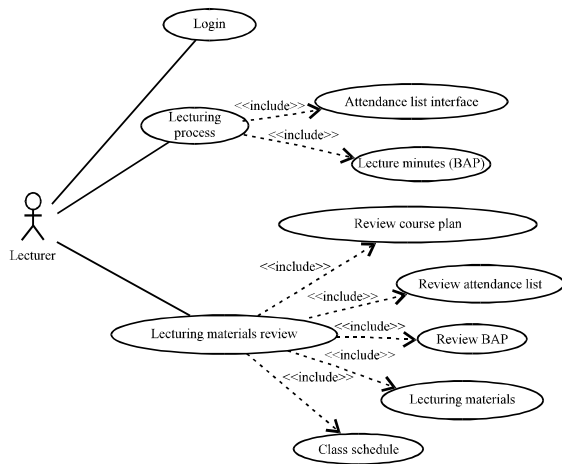 Login
Lecturing
process
<<include>>
Attendance list interface
<<include>>
Lecture minutes (BAP)
Lecturer
Review course plan
<<include>>
Review attendance list
<<include>>
Lecturing materials review
<<include>>
Review BAP
<<include>>
Lecturing materials
<<include>>
Class schedule